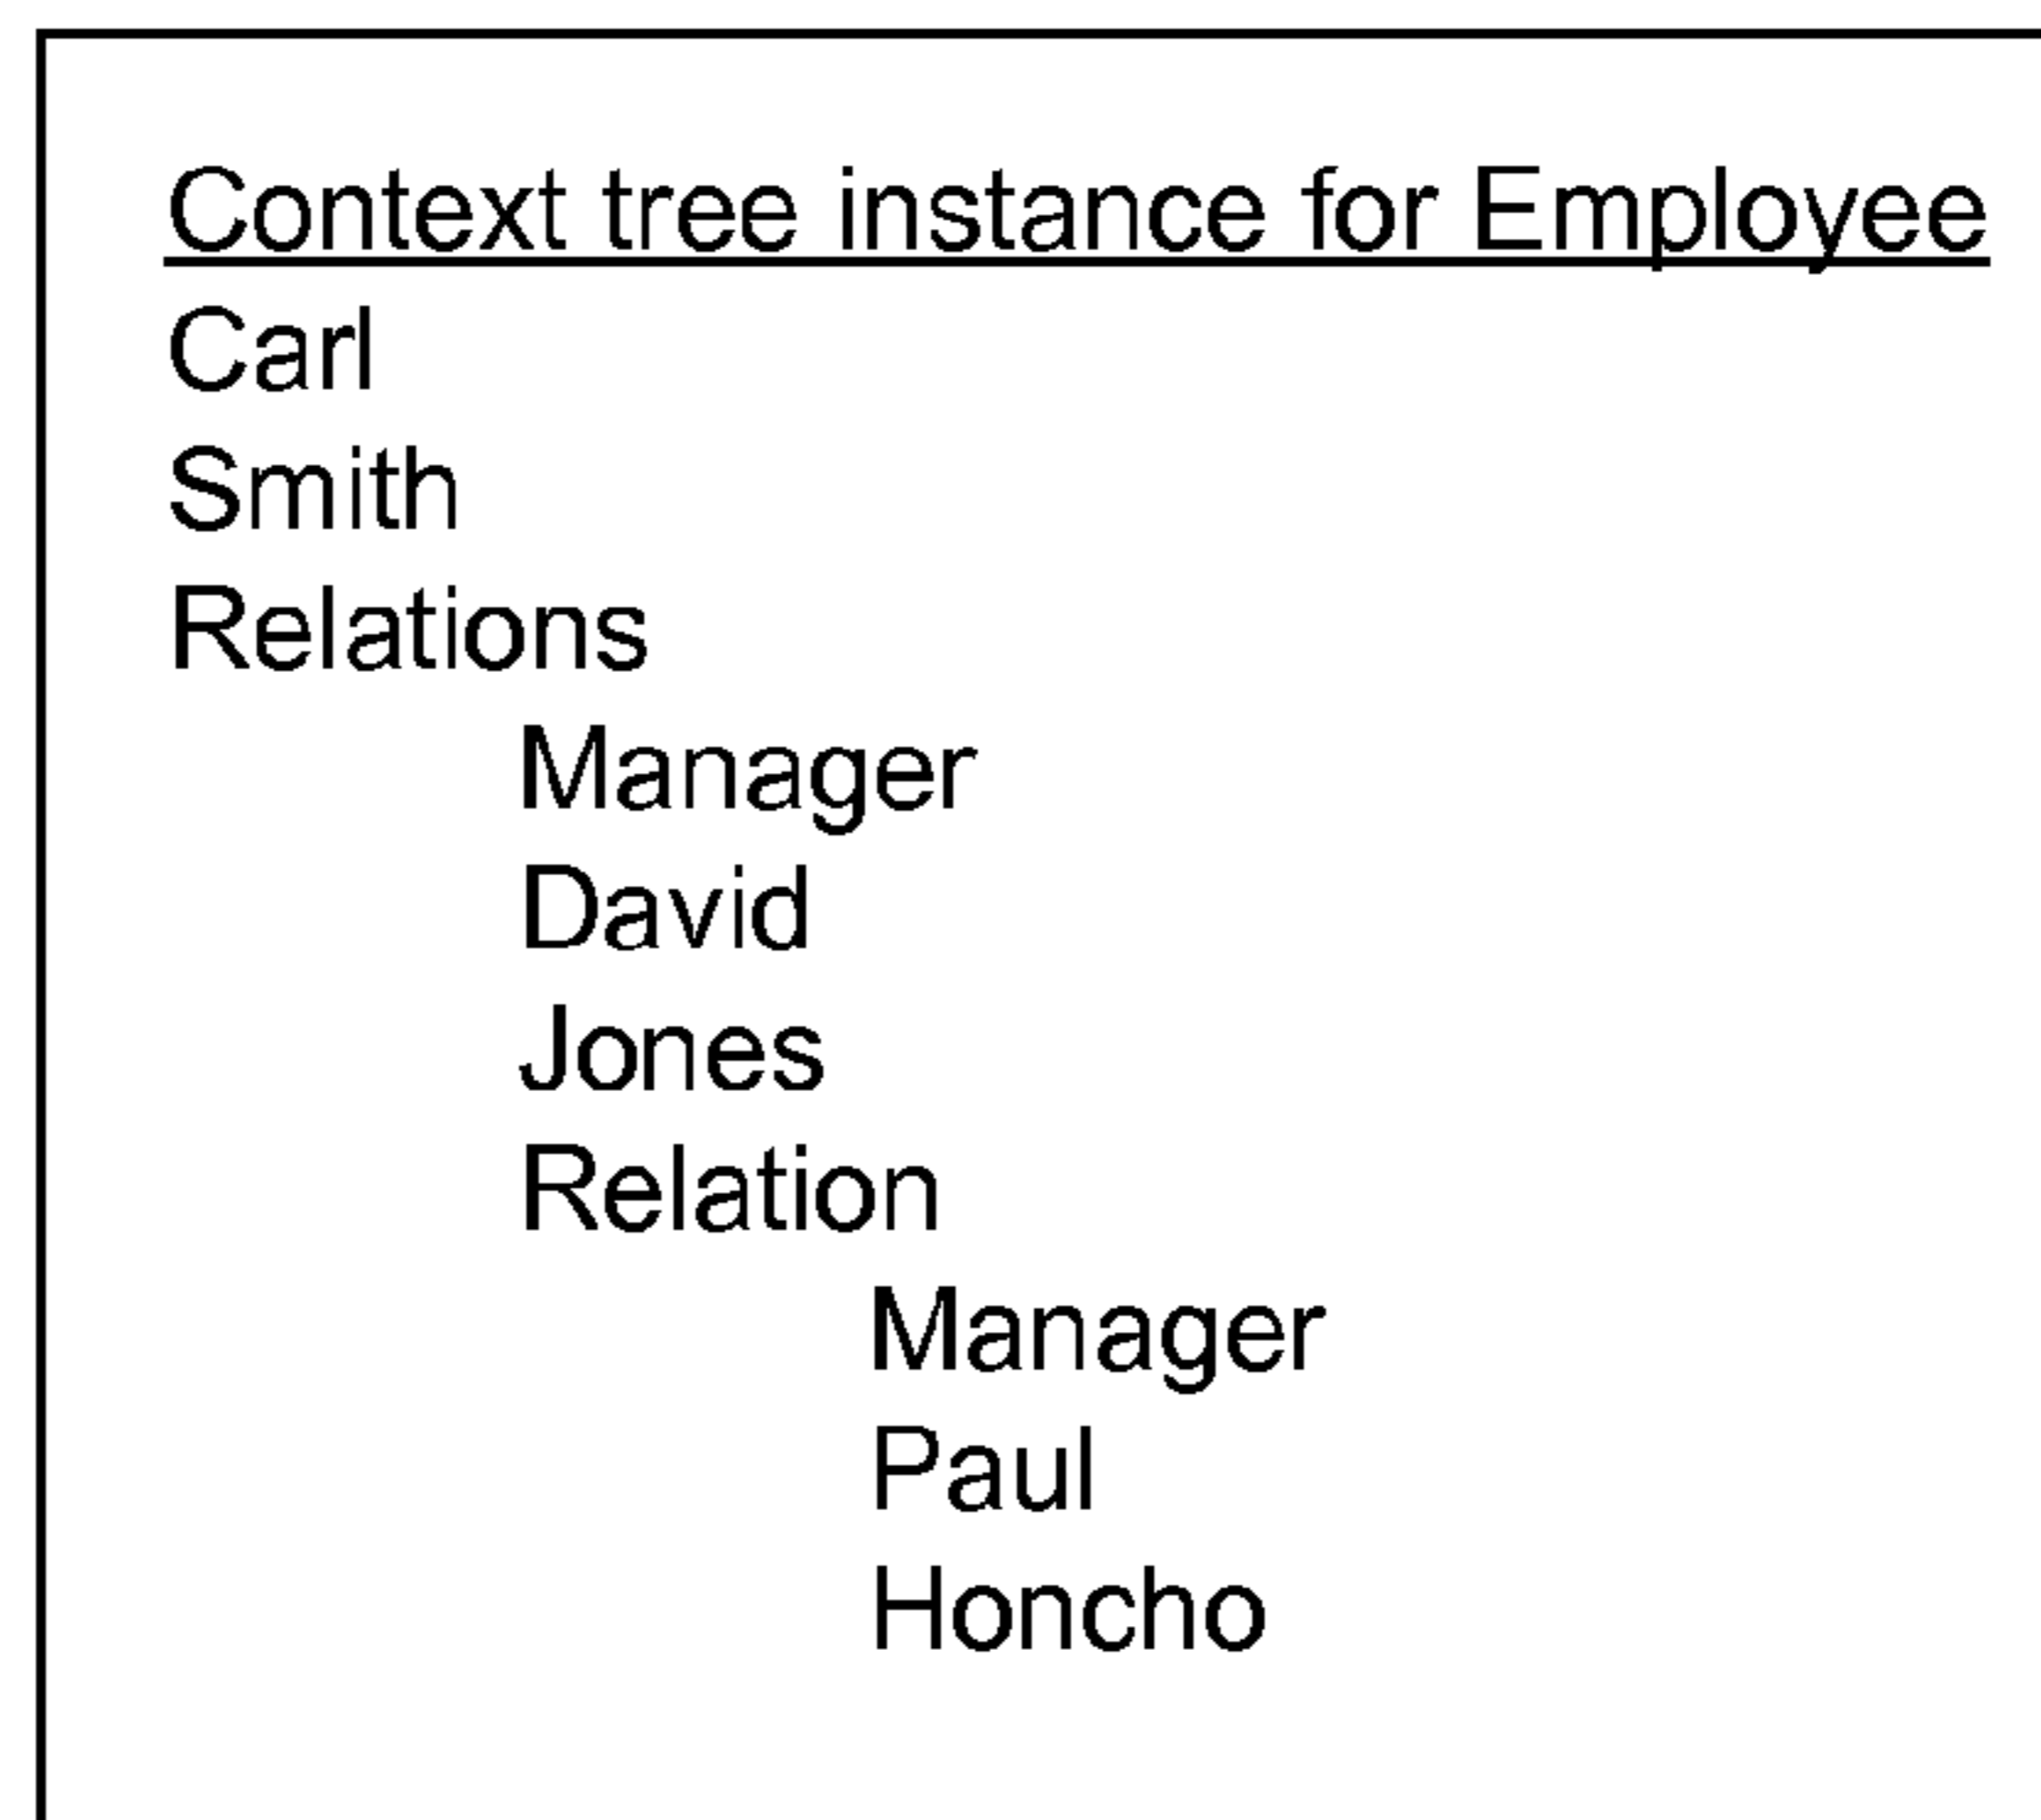 Context tree instance for Employee
Carl
Smith
Relations
Manager
David
Jones
Relation
Manager
Paul
Honcho